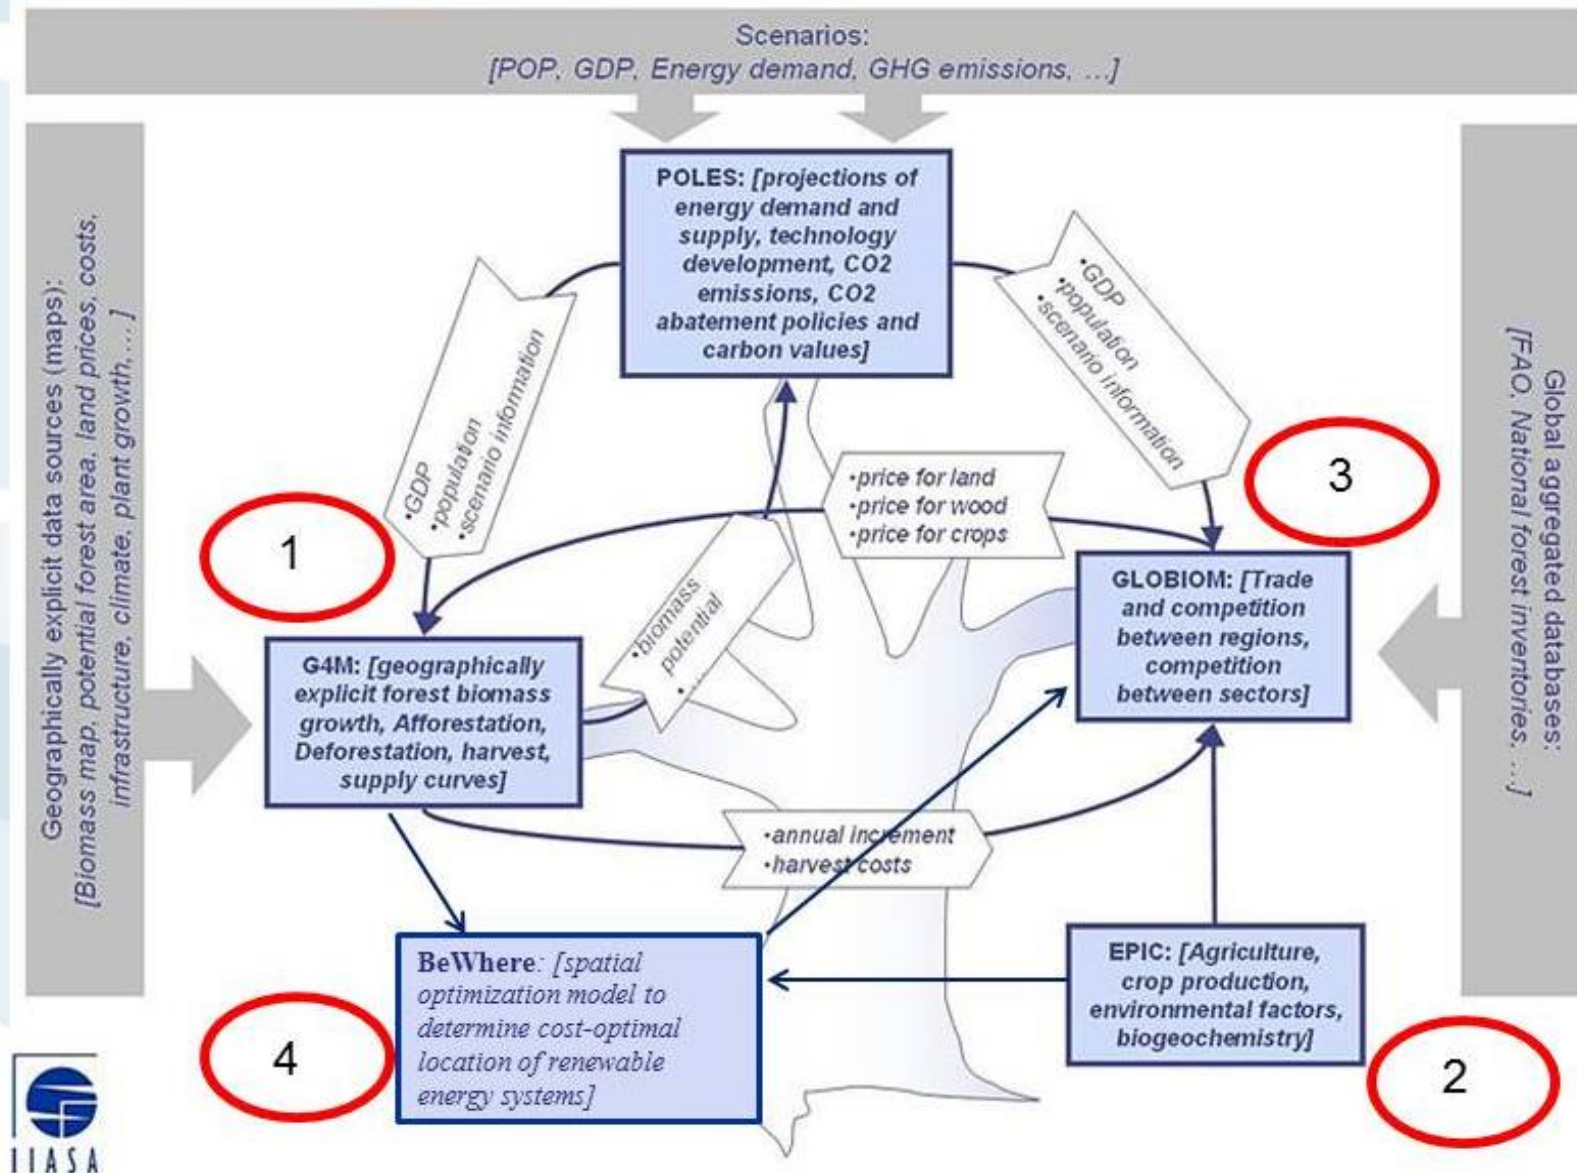 Scenarios:
[POP, GDP, Energy demand, GHG emissions, ...]
Geographically explicit data sources (maps):
[Biomass map, potential forest area, land prices, costs,
infrastructure, climate, plant growth,...]
POLES: [projections of
energy demand and
supply, technology
development, CO2
emissions, CO2
abatement policies and
carbon values]
•GDP
•population
•scenario information
•GDP
•population
•scenario information
Global aggregated databases:
[FAO, National forest inventories, ...]
1
3
•price for land
•price for wood
•price for crops
•biomass
potential
•....
G4M: [geographically
explicit forest biomass
growth, Afforestation,
Deforestation, harvest,
supply curves]
GLOBIOM: [Trade
and competition
between regions,
competition
between sectors]
•annual increment
•harvest costs
BeWhere: [spatial
optimization model to
determine cost-optimal
location of renewable
energy systems]
EPIC: [Agriculture,
crop production,
environmental factors,
biogeochemistry]
4
2
IIASA